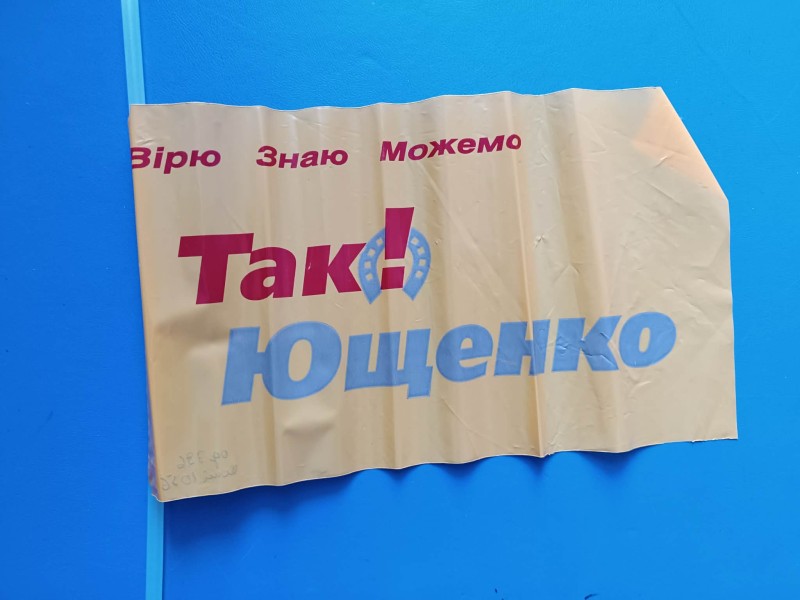 Вірю Знаю Можемо
Так!
Ющенко